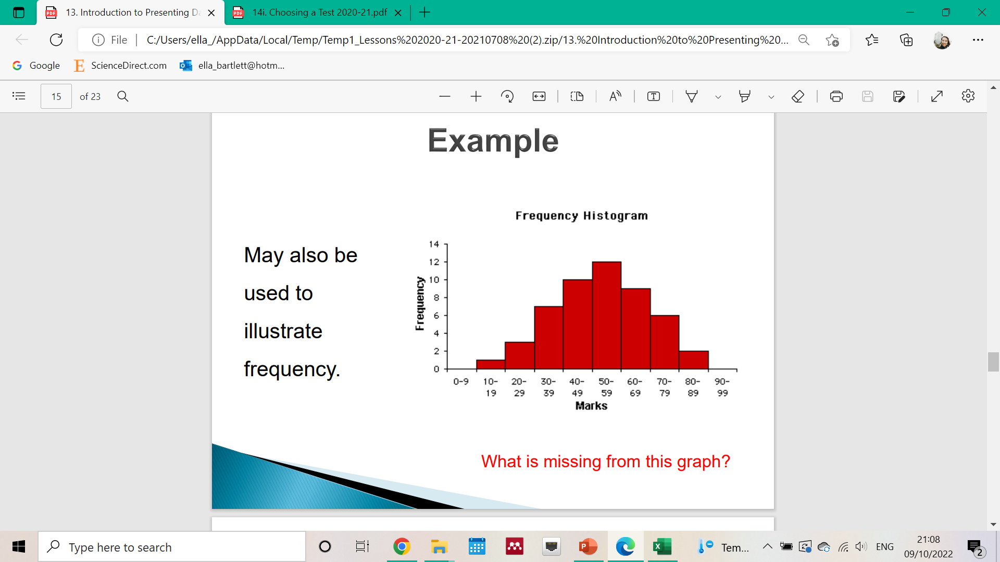 13. Introduction to Presenting Da
14i. Choosing a Test 2020-21.pdf
File
C:/Users/ella_/AppData/Local/Temp/Temp1_Lessons%202020-21-20210708%20(2).zip/13.%20Introduction%20to%20Presenting%20...
Google
ScienceDirect.com
ella_bartlett@hotm...
15
of 23
Example
May also be
used to
illustrate
frequency.
Frequency Histogram
Frequency
14
12
10
8
6
4
2
0
0-9 10- 20- 30- 40- 50- 60- 70- 80- 90-
19 29 39 49 59 69 79 89 99
Marks
What is missing from this graph?
Type here to search
Tem...
ENG
21:08
09/10/2022
2